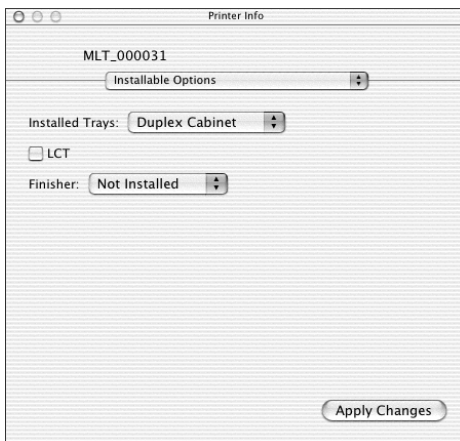 Printer Info
MLT_000031
Installable Options
Installed Trays: Duplex Cabinet
LCT
Finisher: Not Installed
Apply Changes